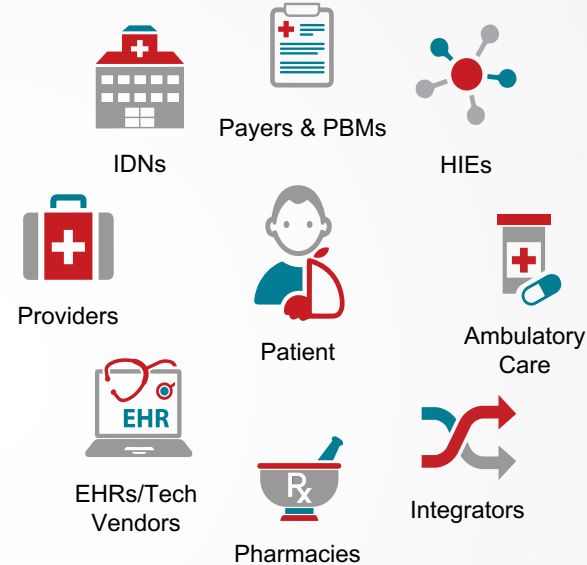 Payers & PBMs
IDNs
HIEs
Providers
Patient
Ambulatory
Care
EHR
EHRs/Tech
Vendors
Rx
Integrators
Pharmacies